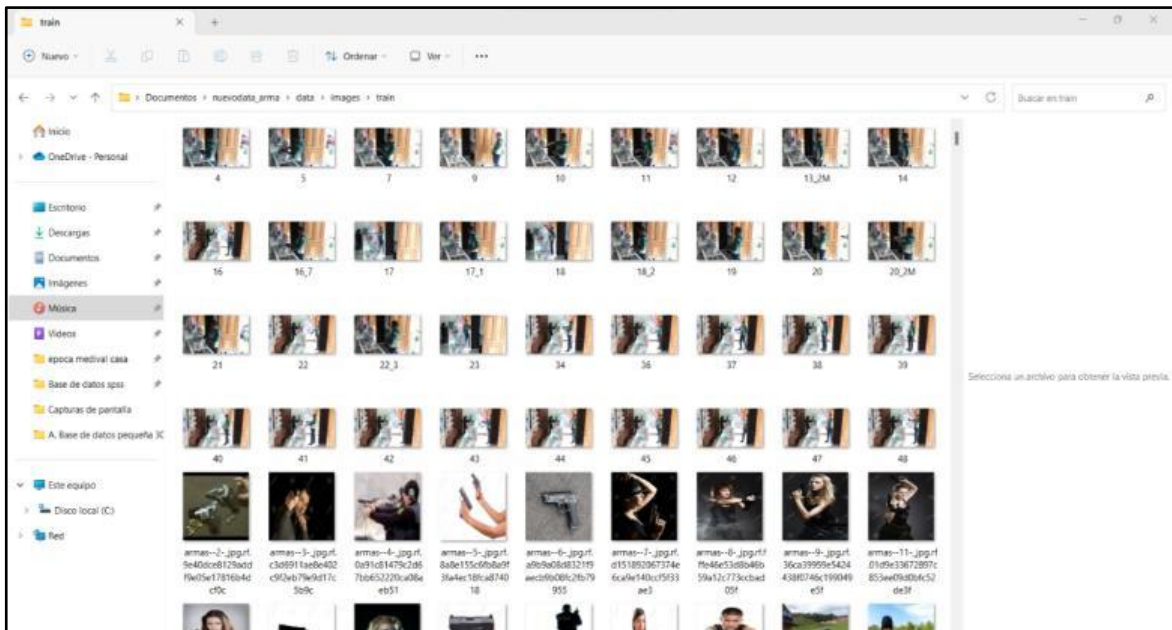 train
Nuevo
Ordenar
Ver
Documentos > nuevodata_arma > data > images > train
Buscar en train
Inicio
OneDrive - Personal
Escritorio
Descargas
Documentos
Imágenes
Música
Videos
epoca medival casa
Base de datos spss
Capturas de pantalla
A. Base de datos pequeña
Este equipo
Disco local (C:)
Red
4 5 7 9 10 11 12 13_2M 14
16 16_7 17 17_1 18 18_2 19 20 20_2M
21 22 22_3 23 34 36 37 38 39
40 41 42 43 44 45 46 47 48
armas--2-_jpg.rf. armas--3-_jpg.rf. armas--4-_jpg.rf. armas--5-_jpg.rf. armas--6-_jpg.rf. armas--7-_jpg.rf. armas--8-_jpg.rf. armas--9-_jpg.rf. armas--11-_jpg.rf
Selecciona un archivo para obtener la vista previa.